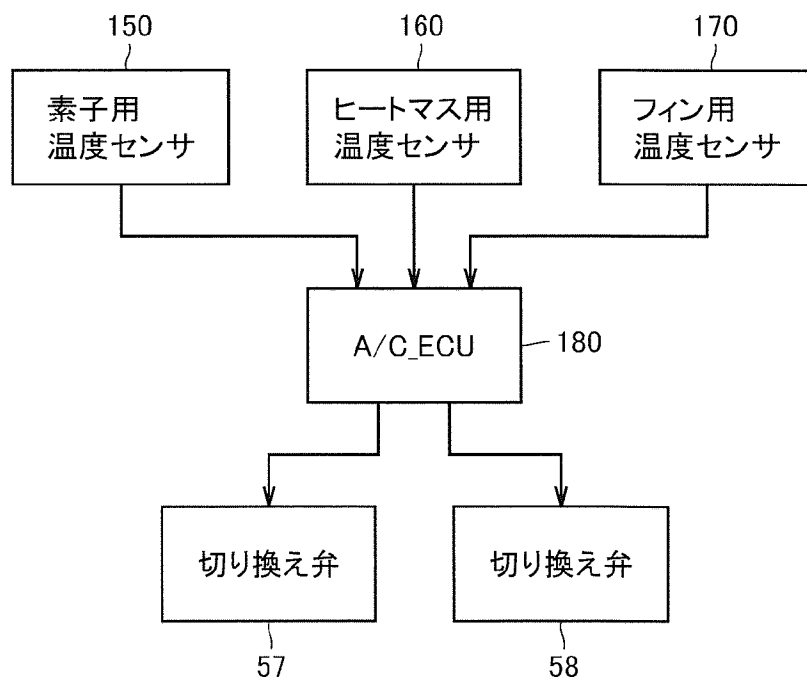 150
160
170
素子用
温度センサ
ヒートマス用
温度センサ
フィン用
温度センサ
A/C_ECU
180
切り換え弁
切り換え弁
57
58